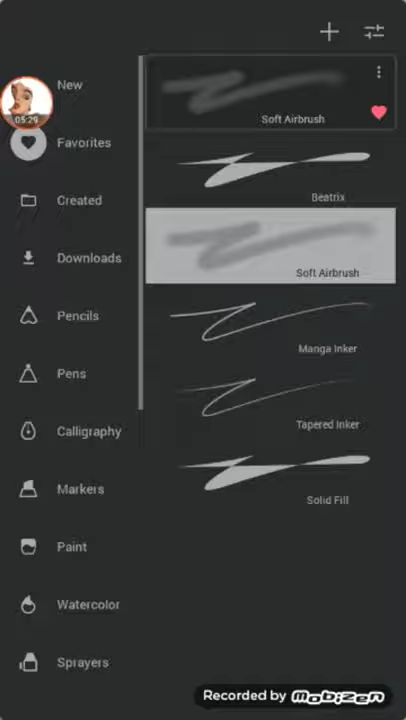 New
Soft Airbrush
05:29
Favorites
Beatrix
Created
Downloads
Soft Airbrush
Pencils
Manga Inker
Pens
Tapered Inker
Calligraphy
Markers
Solid Fill
Paint
Watercolor
Sprayers
Recorded by Mobizen